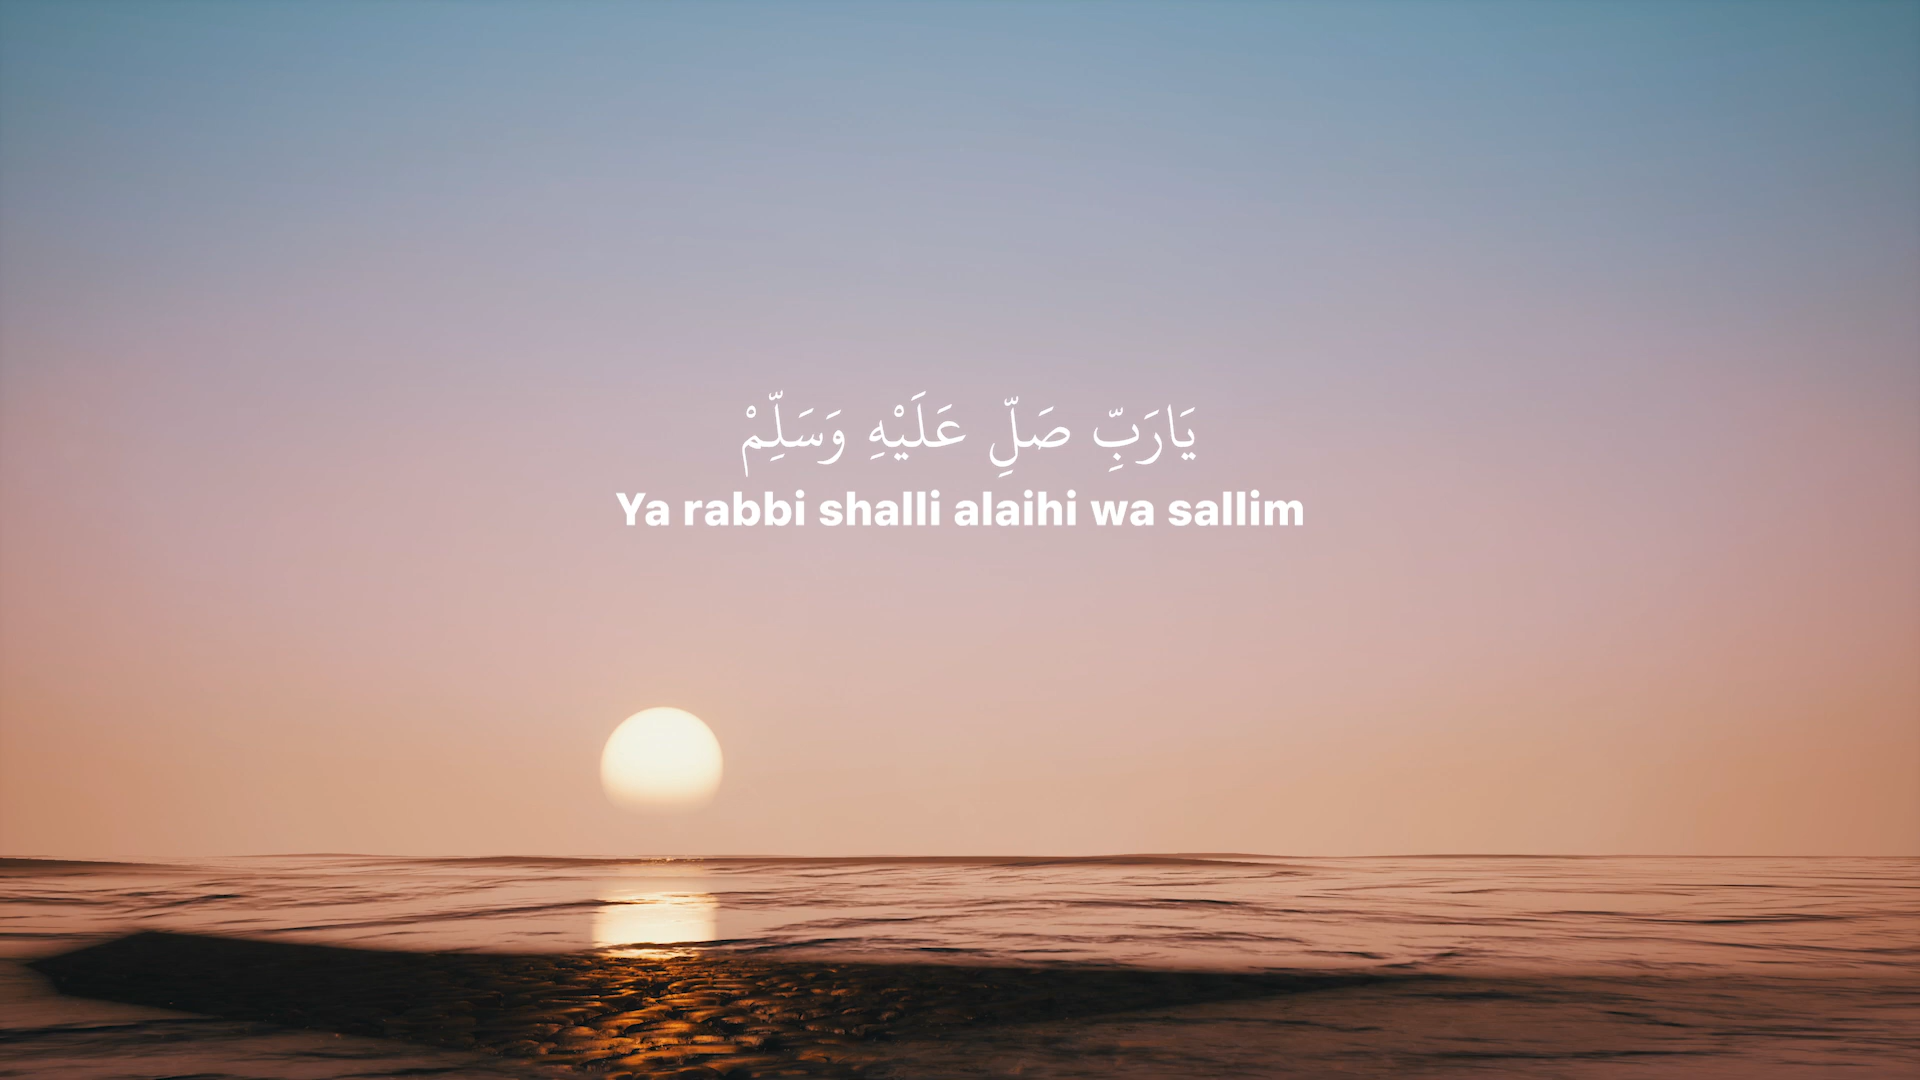 يَارَبِّ صَلِّ عَلَيْهِ وَسَلِّمْ
Ya rabbi shalli alaihi wa sallim